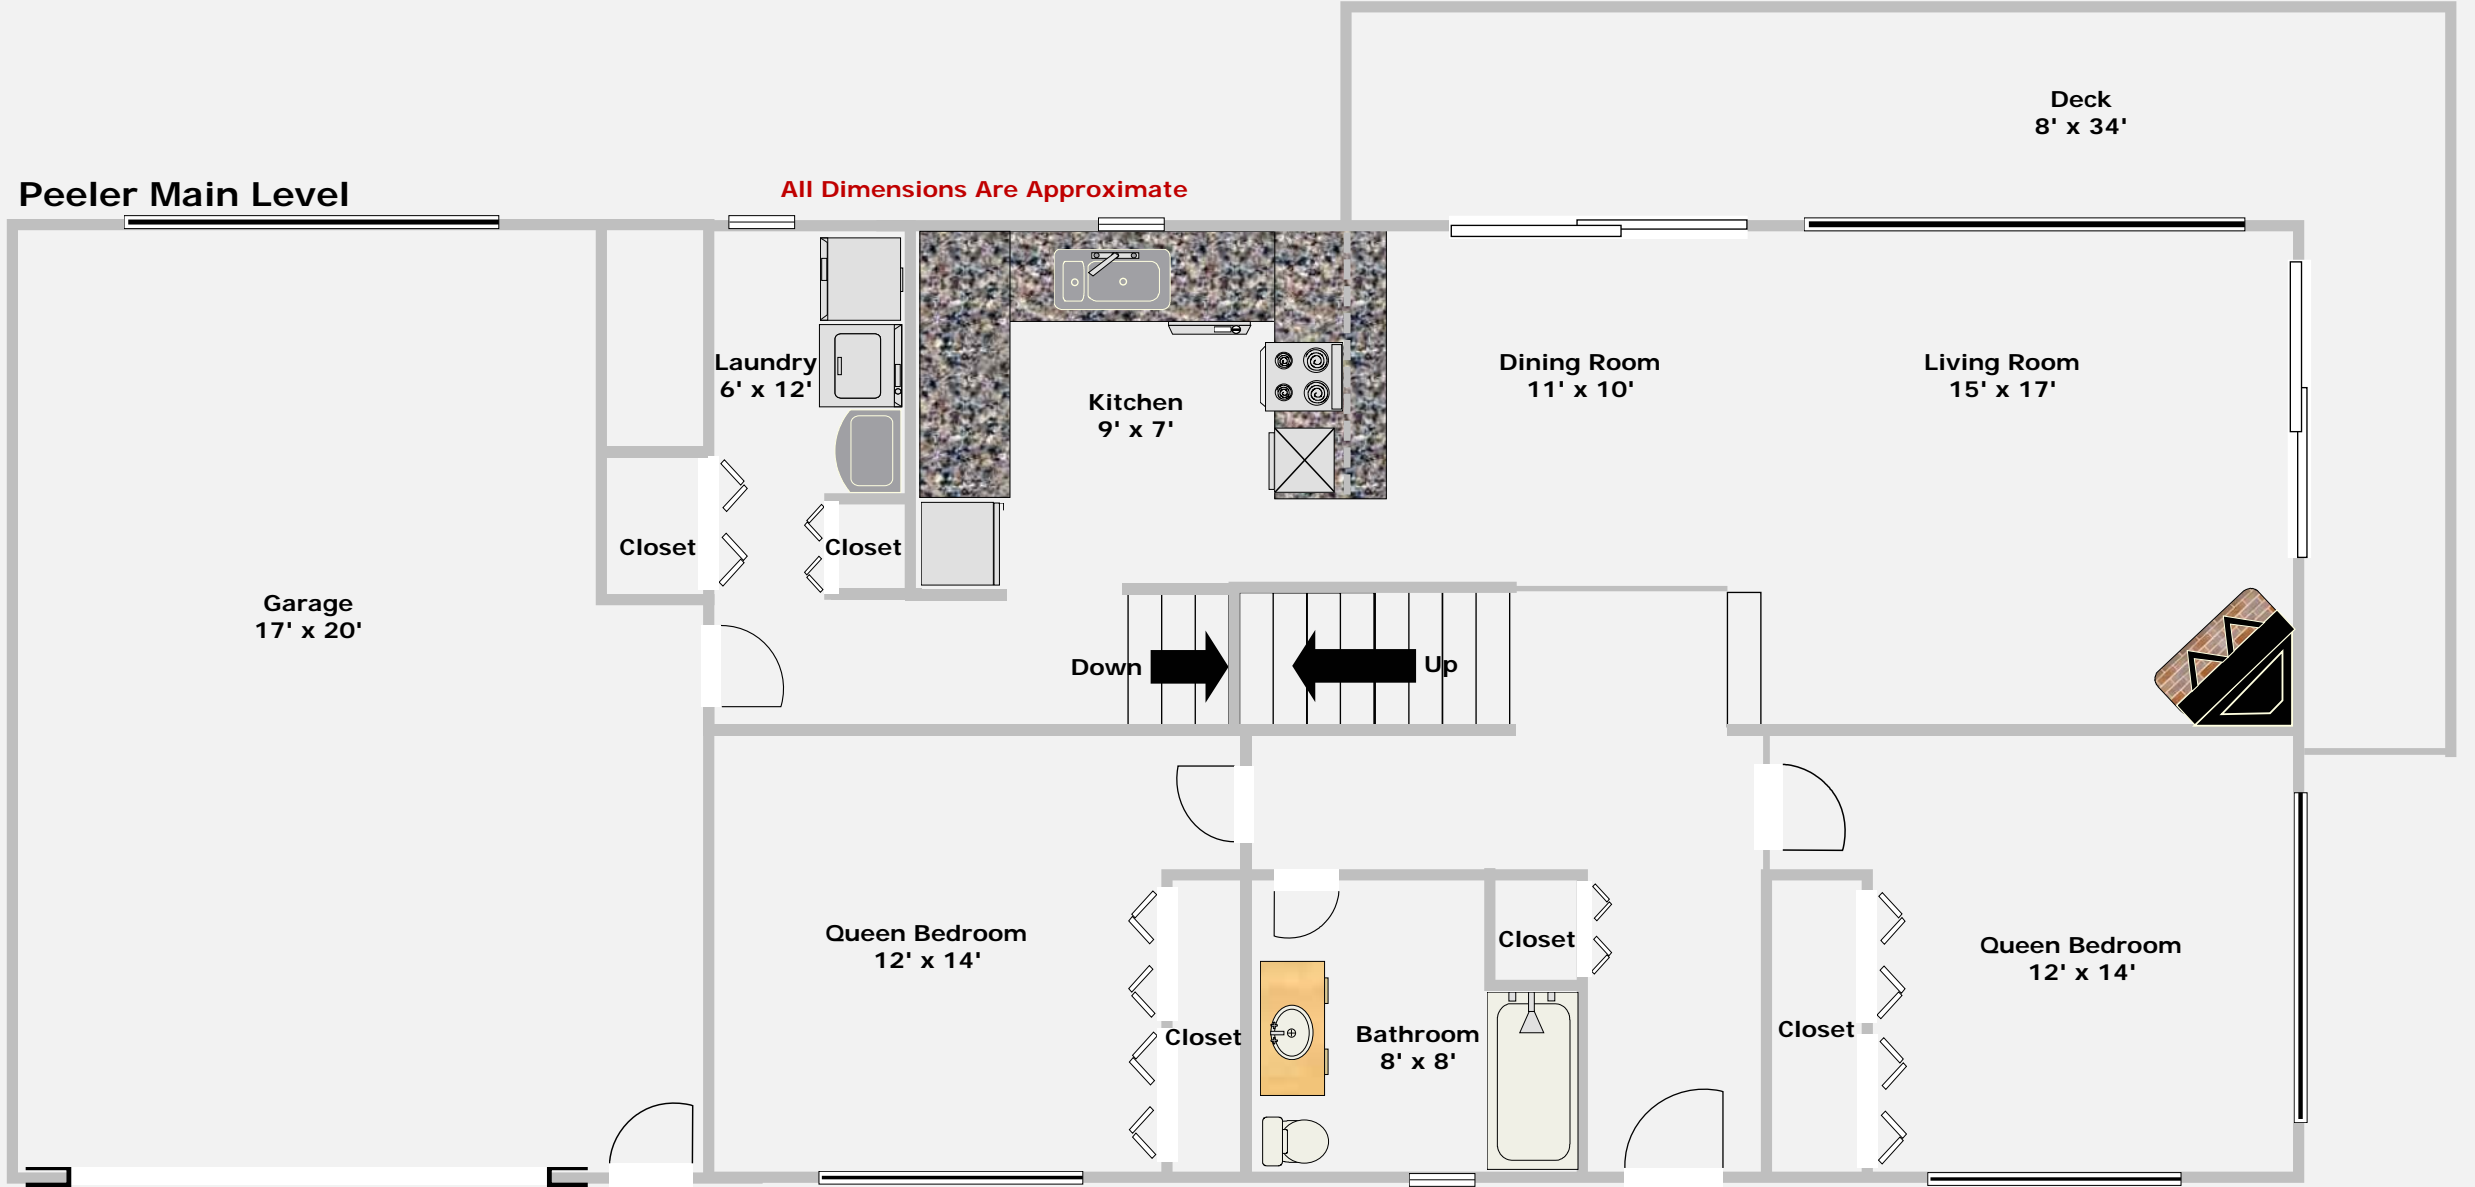 Deck
8' x 34'
Peeler Main Level
All Dimensions Are Approximate
Laundry
6' x 12'
Kitchen
9' x 7'
Dining Room
11' x 10'
Living Room
15' x 17'
Closet
Closet
Garage
17' x 20'
Down
Up
Queen Bedroom
12' x 14'
Closet
Bathroom
8' x 8'
Closet
Closet
Queen Bedroom
12' x 14'